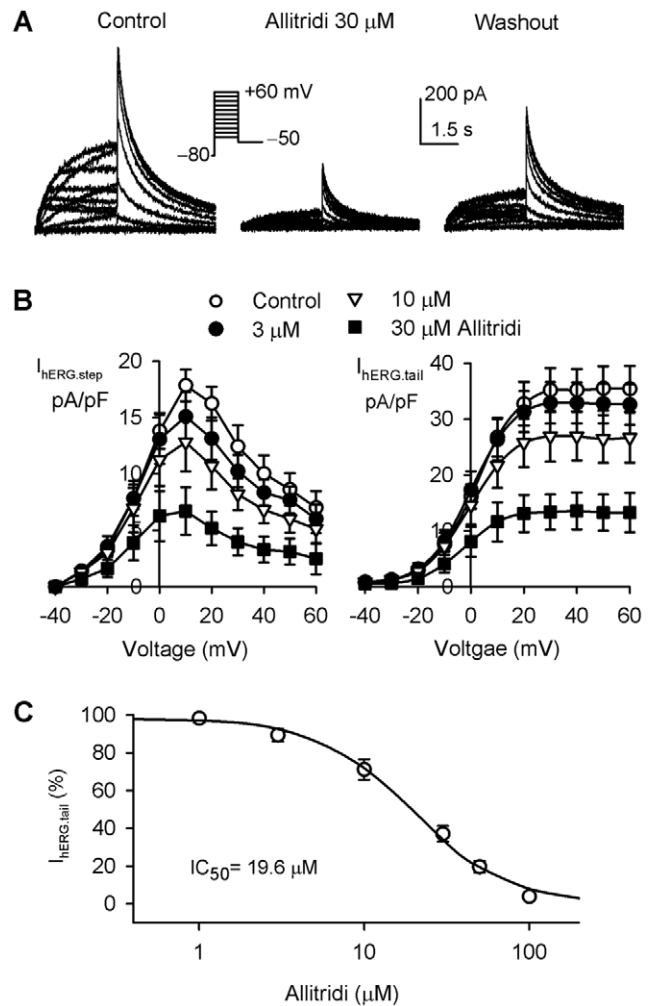 A
Control
Allitridi 30 μM
Washout
+60 mV
−50
−80
200 pA
1.5 s
B
Control
10 μM
3 μM
30 μM Allitridi
I hERG.step
pA/pF
20
15
10
5
0
-40 -20 0 20 40 60
Voltage (mV)
I hERG.tail
pA/pF
40
30
20
10
0
-40 -20 0 20 40 60
Voltgae (mV)
C
I hERG.tail (%)
100
80
60
40
20
0
IC50= 19.6 μM
1 10 100
Allitridi (μM)